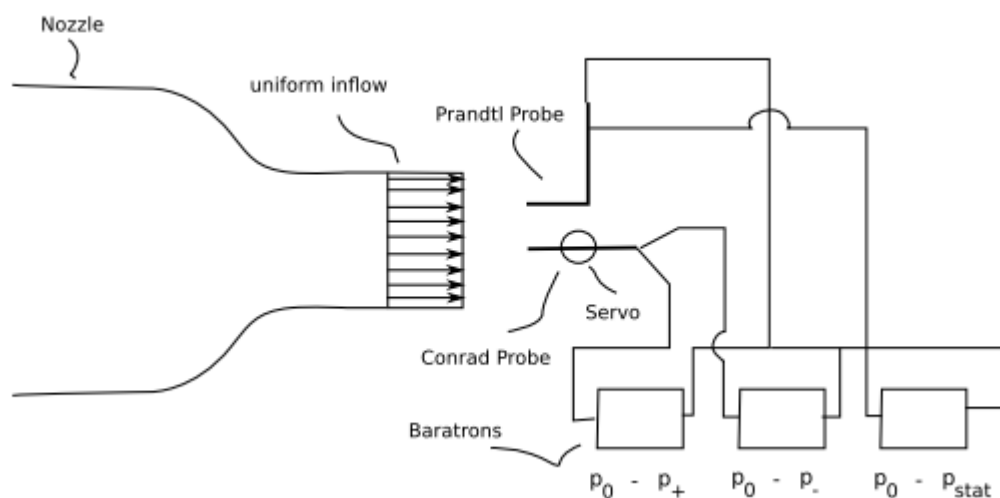 Nozzle
uniform inflow
Prandtl Probe
Servo
Conrad Probe
Baratrons
p0 - p+
p0 - p-
p0 - pstat